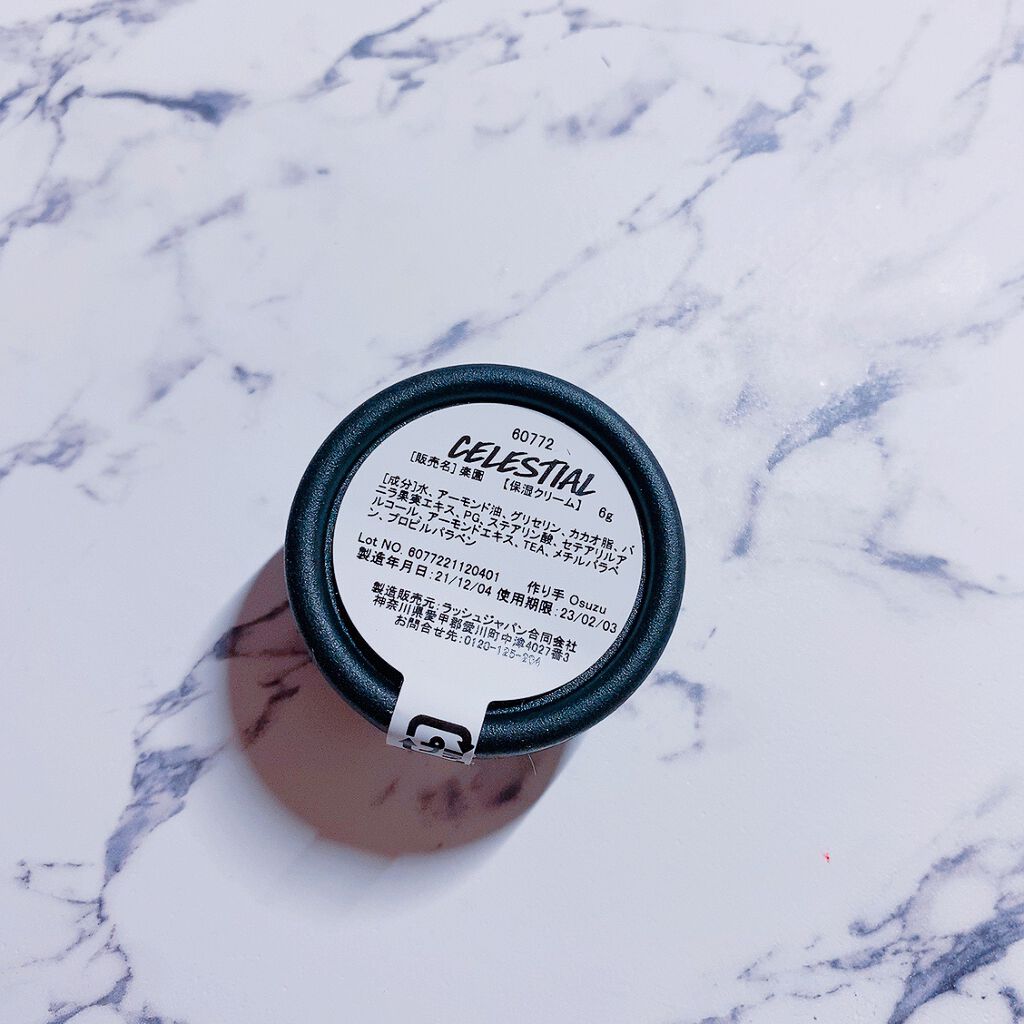 60772
CELESTIAL
[販売名]楽園 【保湿クリーム】 6g
[成分]水、アーモンド油、グリセリン、カカオ脂、バ
ニラ果実エキス、PG、ステアリン酸、セテアリルア
ルコール、アーモンドエキス、TEA、メチルパラベ
ン、プロピルパラベン
Lot NO. 6077221120401 作り手 Osuzu
製造年月日:21/12/04 使用期限:23/02/03
製造販売元:ラッシュジャパン合同会社
神奈川県愛甲郡愛川町中津4027番3
お問合せ先:0120-125-204
プラ